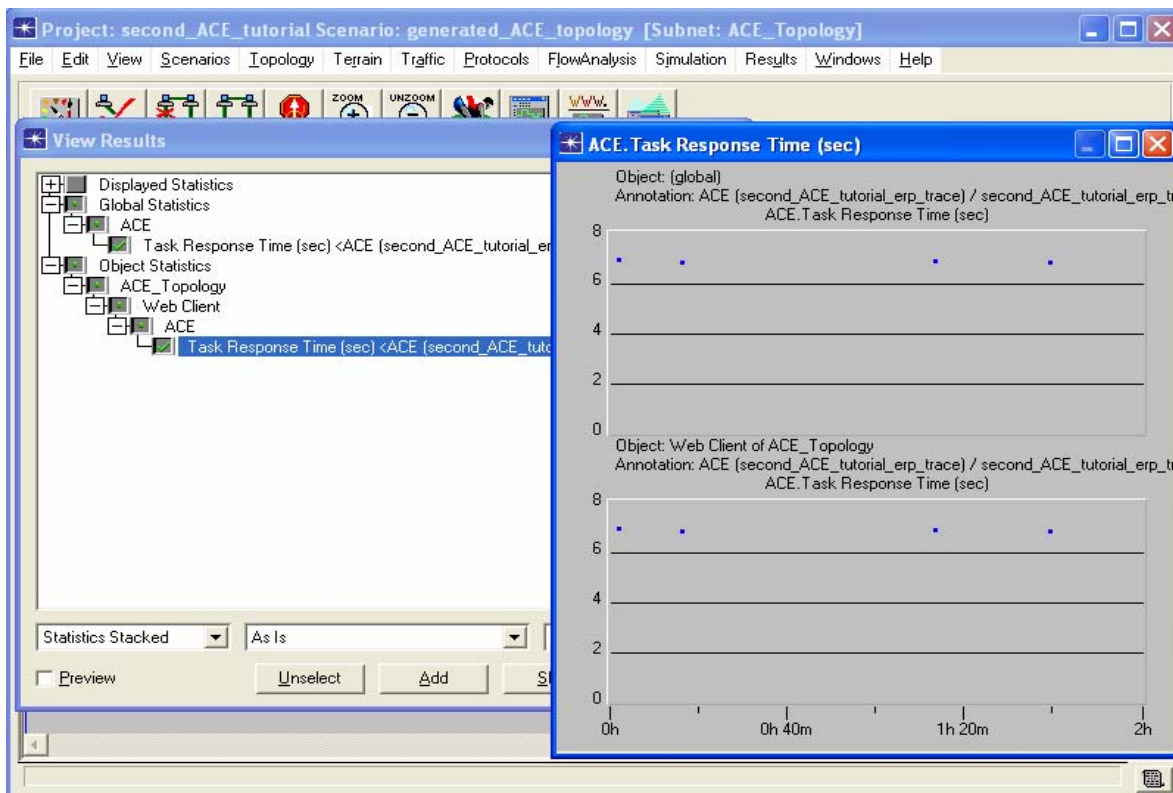 Project: second_ACE_tutorial Scenario: generated_ACE_topology [Subnet: ACE_Topology]
File Edit View Scenarios Topology Terrain Traffic Protocols FlowAnalysis Simulation Results Windows Help
ZOOM UNZOOM WWW.
View Results
Displayed Statistics
Global Statistics
ACE
Task Response Time (sec) <ACE (second_ACE_tutorial_er
Object Statistics
ACE_Topology
Web Client
ACE
Task Response Time (sec) <ACE (second_ACE_tuto
Statistics Stacked As Is
Preview Unselect Add
ACE.Task Response Time (sec)
Object: (global)
Annotation: ACE (second_ACE_tutorial_erp_trace) / second_ACE_tutorial_erp_t
ACE.Task Response Time (sec)
8
6
4
2
0
Object: Web Client of ACE_Topology
Annotation: ACE (second_ACE_tutorial_erp_trace) / second_ACE_tutorial_erp_t
ACE.Task Response Time (sec)
8
6
4
2
0
0h 0h 40m 1h 20m 2h